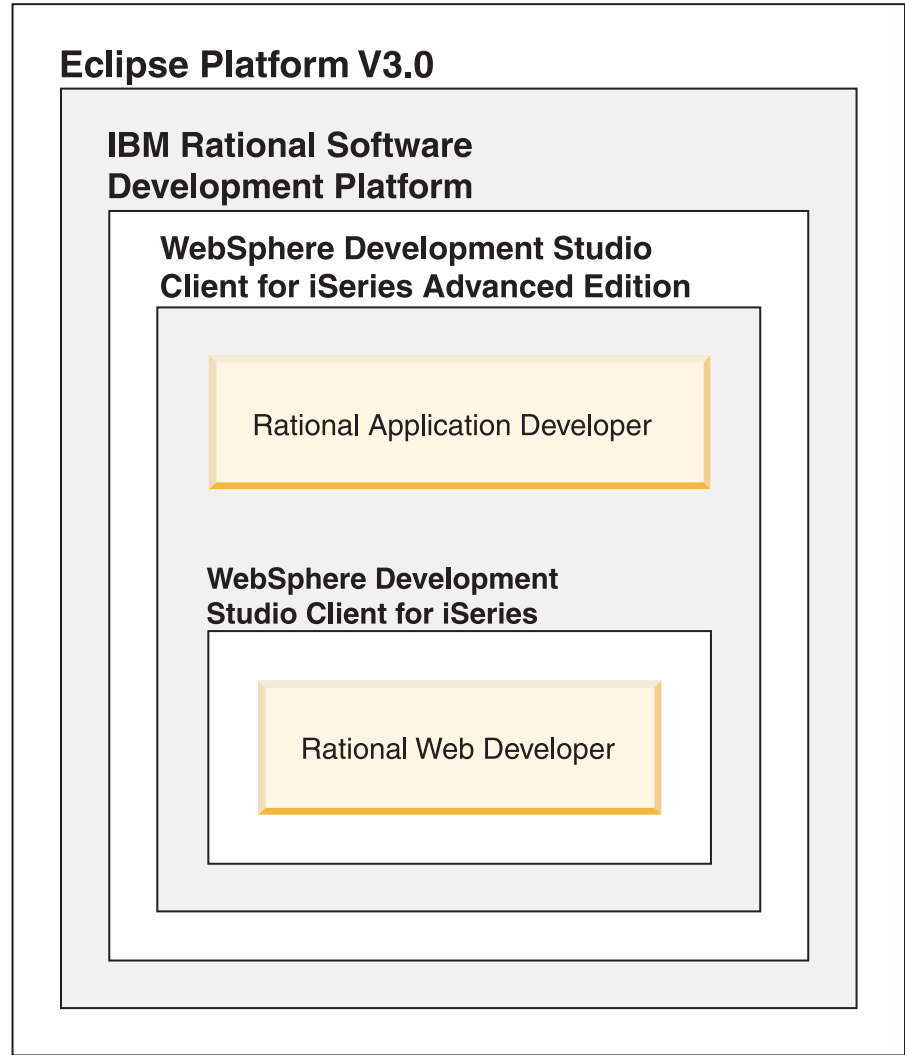 Eclipse Platform V3.0
IBM Rational Software
Development Platform
WebSphere Development Studio
Client for iSeries Advanced Edition
Rational Application Developer
WebSphere Development
Studio Client for iSeries
Rational Web Developer